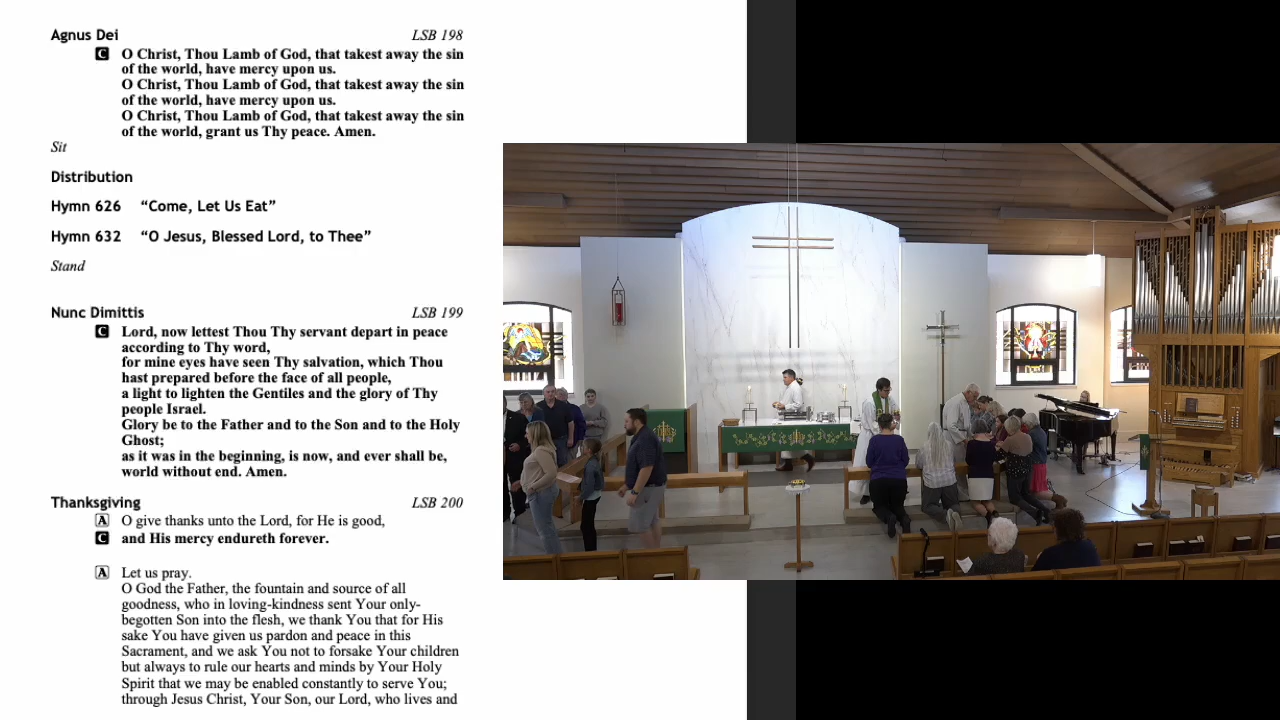 Agnus Dei LSB 198
C O Christ, Thou Lamb of God, that takest away the sin
of the world, have mercy upon us.
O Christ, Thou Lamb of God, that takest away the sin
of the world, have mercy upon us.
O Christ, Thou Lamb of God, that takest away the sin
of the world, grant us Thy peace. Amen.
Sit
Distribution
Hymn 626 “Come, Let Us Eat”
Hymn 632 “O Jesus, Blessed Lord, to Thee”
Stand
Nunc Dimittis LSB 199
C Lord, now lettest Thou Thy servant depart in peace
according to Thy word,
for mine eyes have seen Thy salvation, which Thou
hast prepared before the face of all people,
a light to lighten the Gentiles and the glory of Thy
people Israel.
Glory be to the Father and to the Son and to the Holy
Ghost;
as it was in the beginning, is now, and ever shall be,
world without end. Amen.
Thanksgiving LSB 200
A O give thanks unto the Lord, for He is good,
C and His mercy endureth forever.
A Let us pray.
O God the Father, the fountain and source of all
goodness, who in loving-kindness sent Your only-
begotten Son into the flesh, we thank You that for His
sake You have given us pardon and peace in this
Sacrament, and we ask You not to forsake Your children
but always to rule our hearts and minds by Your Holy
Spirit that we may be enabled constantly to serve You;
through Jesus Christ, Your Son, our Lord, who lives and